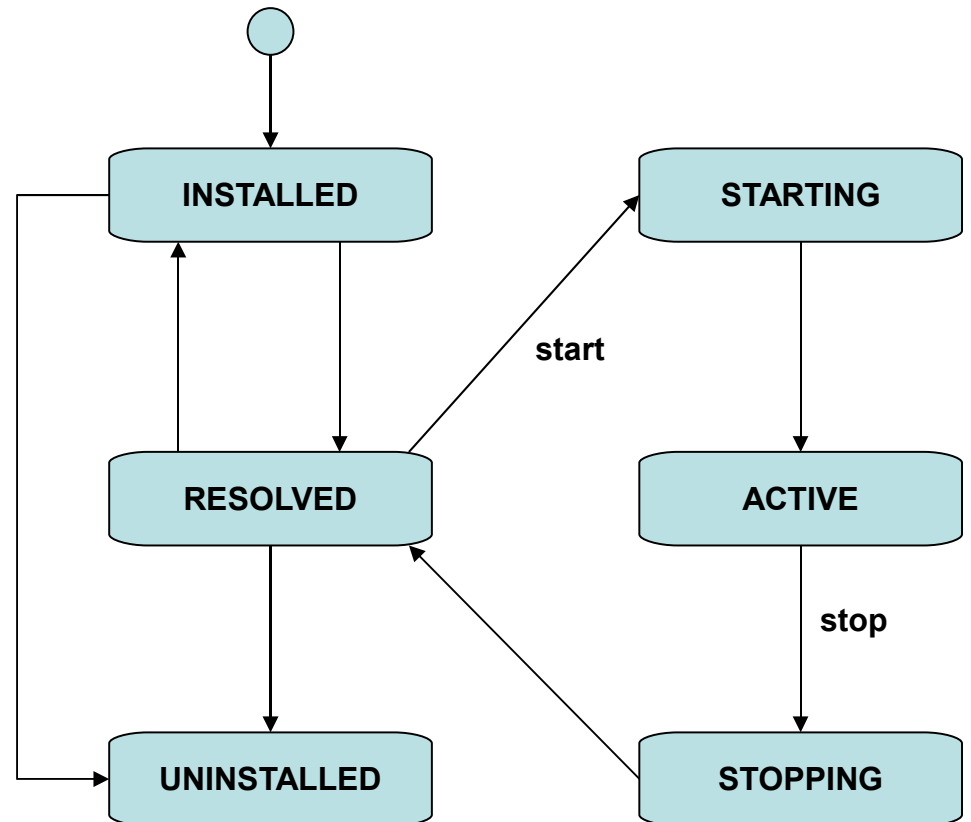 INSTALLED
STARTING
start
RESOLVED
ACTIVE
stop
UNINSTALLED
STOPPING